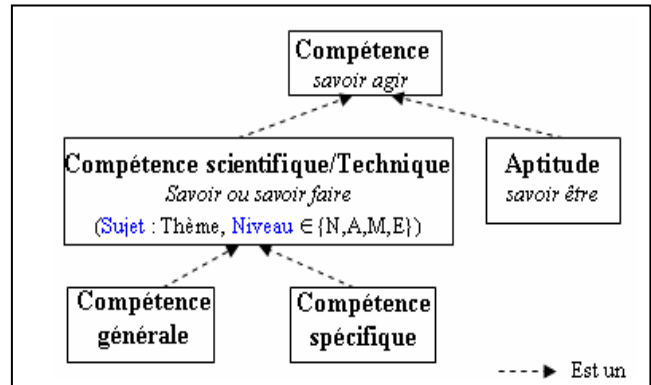 Compétence
savoir agir
Compétence scientifique/Technique
Savoir ou savoir faire
(Sujet : Thème, Niveau ∈ {N,A,M,E})
Aptitude
savoir être
Compétence
générale
Compétence
spécifique
Est un